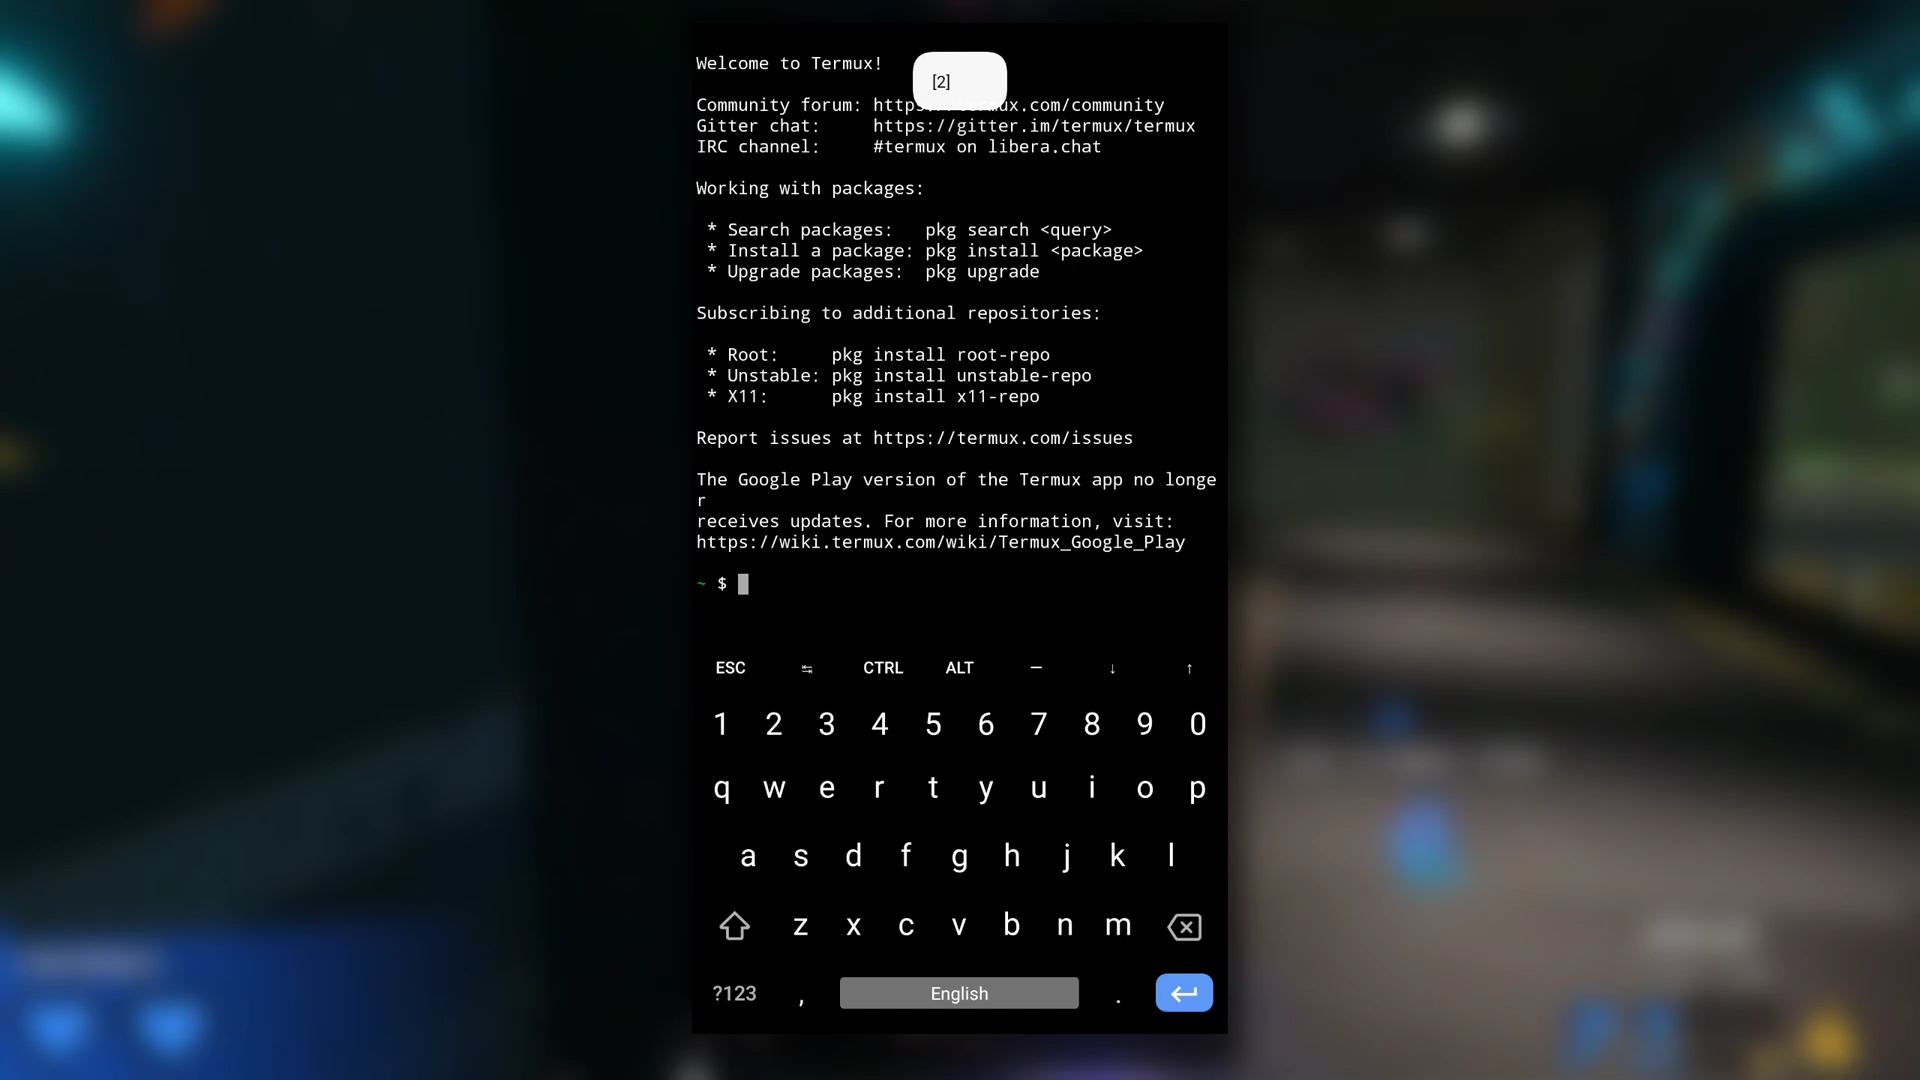 Welcome to Termux!
[2]
Community forum: https://termux.com/community
Gitter chat:     https://gitter.im/termux/termux
IRC channel:     #termux on libera.chat
Working with packages:
* Search packages:   pkg search <query>
* Install a package: pkg install <package>
* Upgrade packages:  pkg upgrade
Subscribing to additional repositories:
* Root:     pkg install root-repo
* Unstable: pkg install unstable-repo
* X11:      pkg install x11-repo
Report issues at https://termux.com/issues
The Google Play version of the Termux app no longe
r
receives updates. For more information, visit:
https://wiki.termux.com/wiki/Termux_Google_Play
~ $
ESC ↹ CTRL ALT — ↓ ↑
1 2 3 4 5 6 7 8 9 0
q w e r t y u i o p
a s d f g h j k l
z x c v b n m
?123 , English .